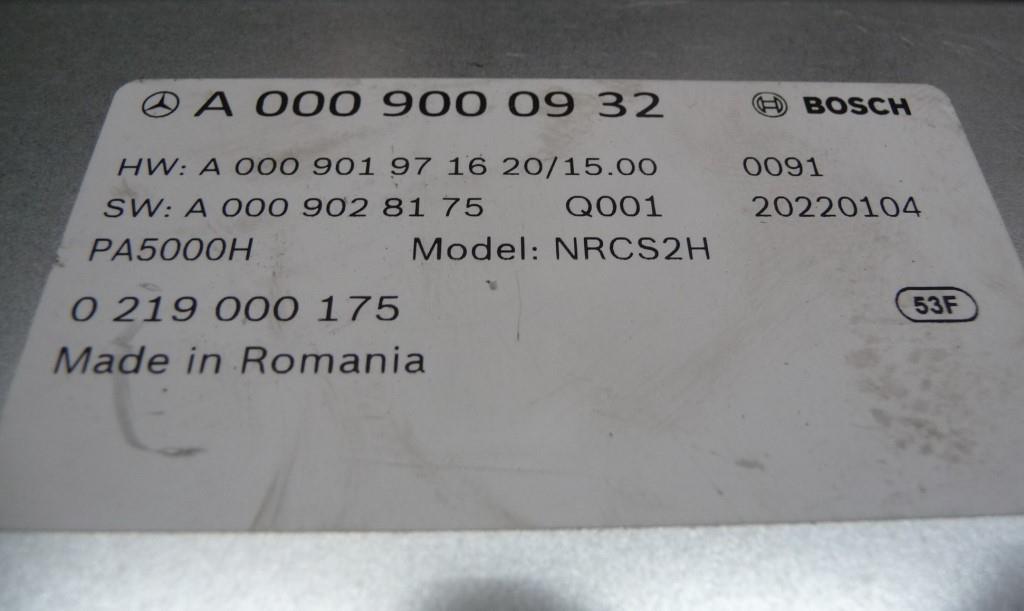 A 000 900 09 32 BOSCH
HW: A 000 901 97 16 20/15.00 0091
SW: A 000 902 81 75 Q001 20220104
PA5000H Model: NRCS2H
0 219 000 175 53F
Made in Romania